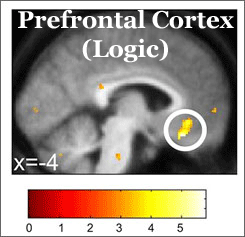 Prefrontal Cortex
(Logic)
x=-4
0 1 2 3 4 5